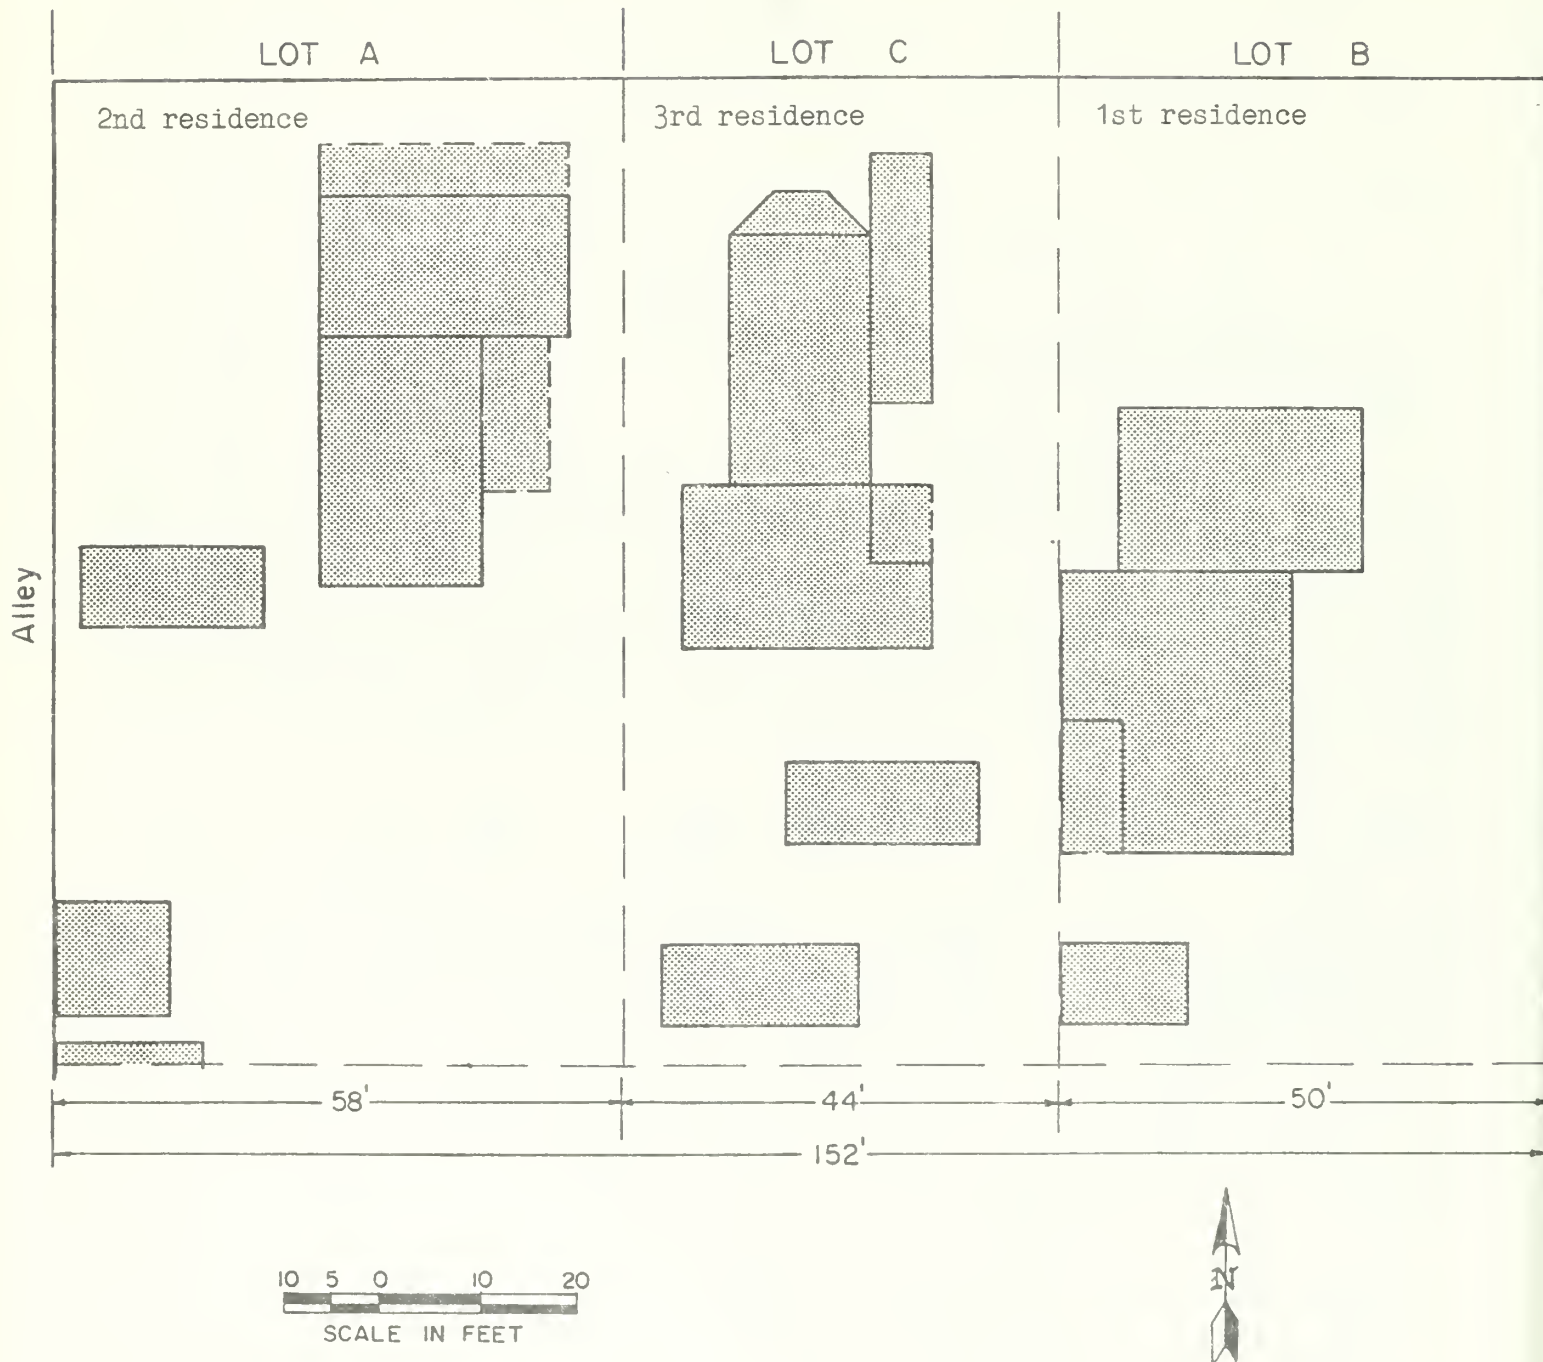 LOT A
LOT C
LOT B
2nd residence
3rd residence
1st residence
Alley
58'
44'
50'
152'
10 5 0 10 20
SCALE IN FEET
N